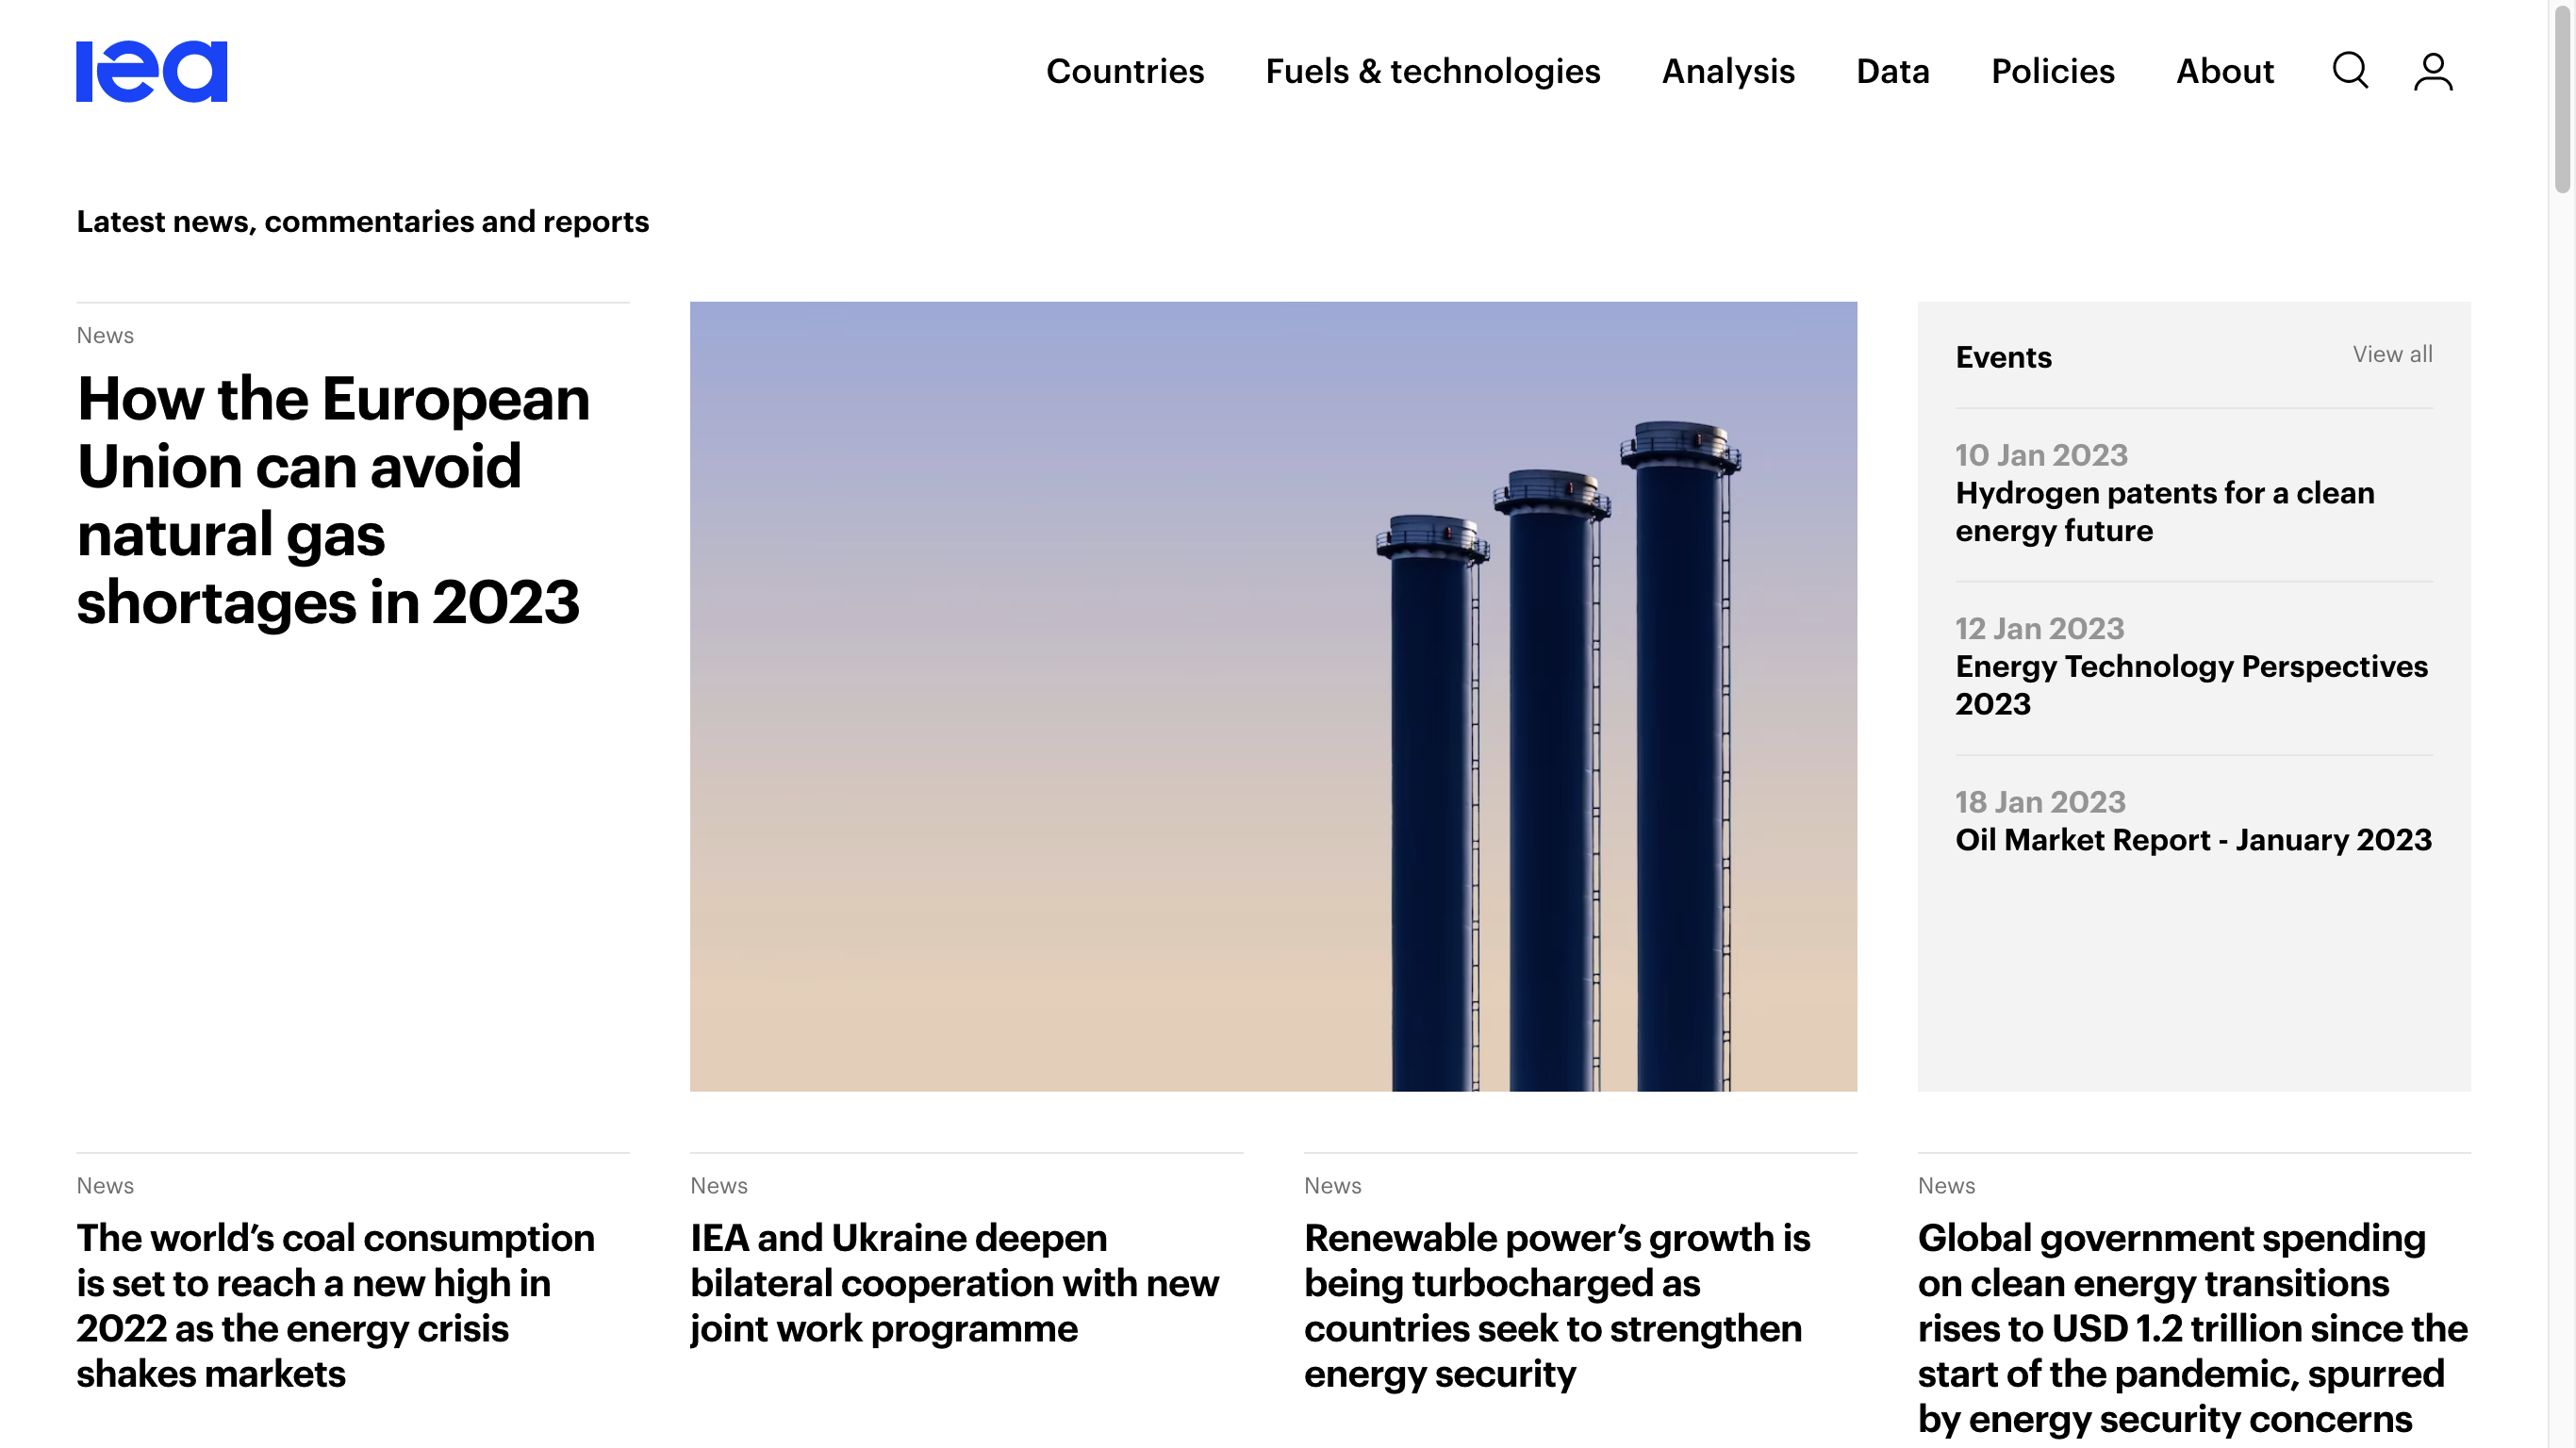 iea
Countries
Fuels & technologies
Analysis
Data
Policies
About
Latest news, commentaries and reports
News
How the European
Union can avoid
natural gas
shortages in 2023
Events
View all
10 Jan 2023
Hydrogen patents for a clean
energy future
12 Jan 2023
Energy Technology Perspectives
2023
18 Jan 2023
Oil Market Report - January 2023
News
The world’s coal consumption
is set to reach a new high in
2022 as the energy crisis
shakes markets
News
IEA and Ukraine deepen
bilateral cooperation with new
joint work programme
News
Renewable power’s growth is
being turbocharged as
countries seek to strengthen
energy security
News
Global government spending
on clean energy transitions
rises to USD 1.2 trillion since the
start of the pandemic, spurred
by energy security concerns